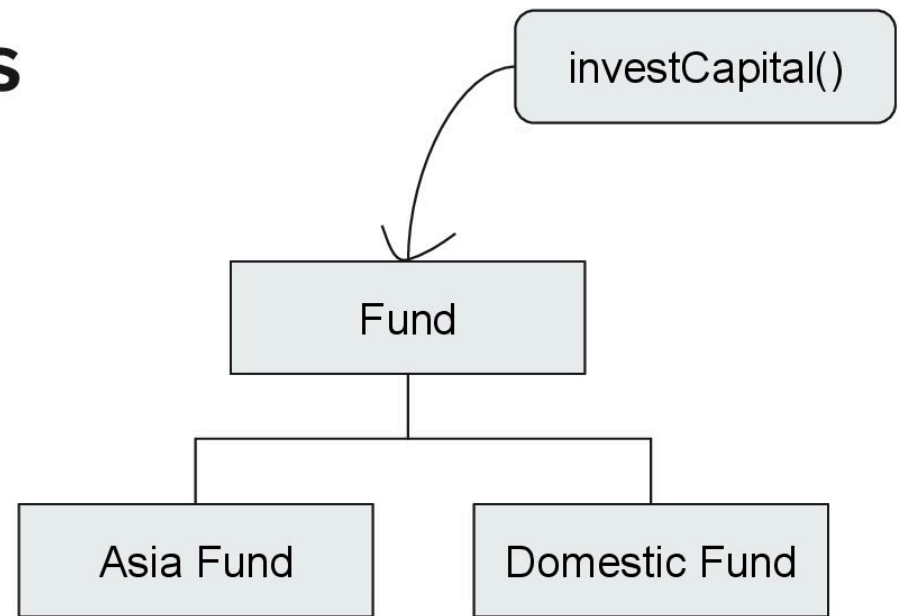 s
investCapital()
Fund
Asia Fund
Domestic Fund